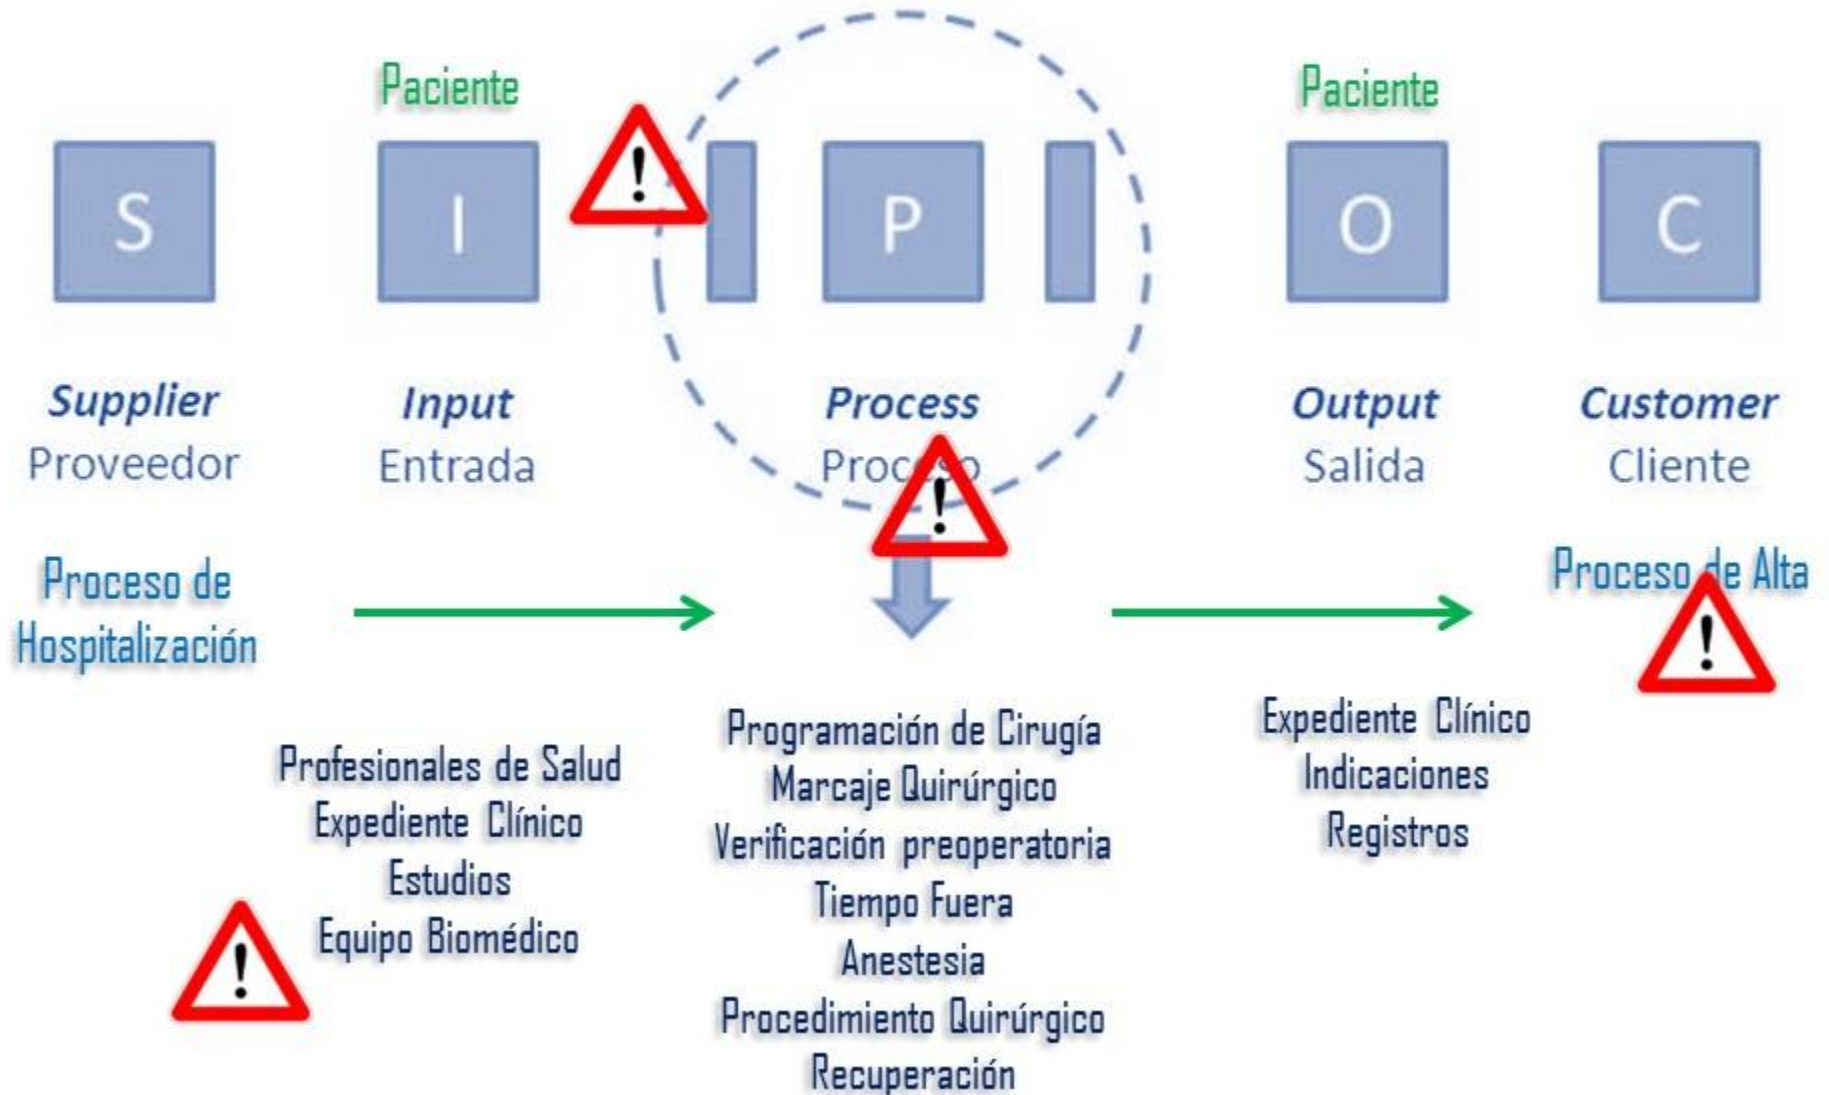 Paciente
Paciente
S
I
P
O
C
!
Supplier
Input
Process
Output
Customer
Proveedor
Entrada
Proceso
Salida
Cliente
!
Proceso de
Hospitalización
Proceso de Alta
!
Profesionales de Salud
Expediente Clínico
Estudios
Equipo Biomédico
!
Programación de Cirugía
Marcaje Quirúrgico
Verificación preoperatoria
Tiempo Fuera
Anestesia
Procedimiento Quirúrgico
Recuperación
Expediente Clínico
Indicaciones
Registros